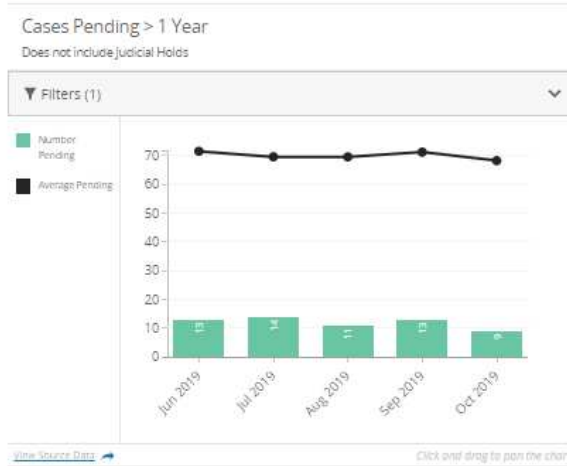 Cases Pending > 1 Year
Does not include Judicial Holds
Filters (1)
Number
Pending
Average Pending
70
60
50
40
30
20
10
0
13
14
11
13
9
Jun 2019
Jul 2019
Aug 2019
Sep 2019
Oct 2019
View Source Data
Click and drag to pan the char